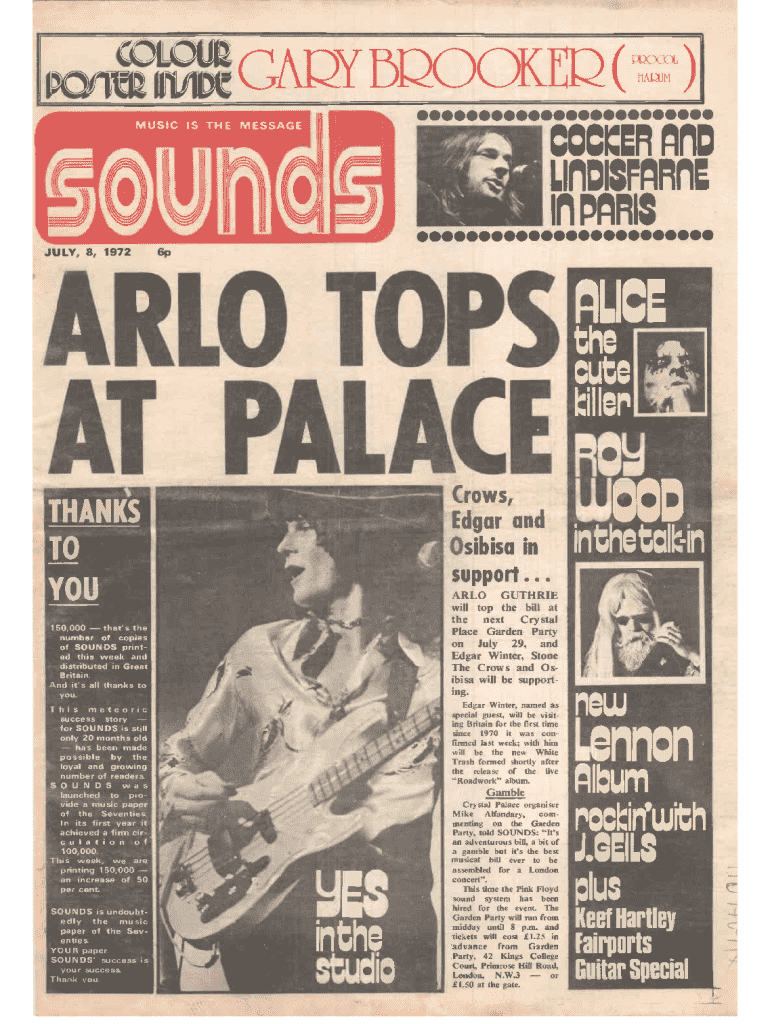 COLOUR
POSTER INSIDE
GARY BROOKER (PROCOL
HARUM)
MUSIC IS THE MESSAGE
sounds
JULY, 8, 1972 6p
COCKER AND
LINDISFARNE
IN PARIS
ARLO TOPS
AT PALACE
THANKS
TO
YOU
150,000 — that's the
number of copies
of SOUNDS print-
ed this week and
distributed in Great
Britain.
And it's all thanks to
you.
This meteoric
success story —
for SOUNDS is still
only 20 months old
— has been made
possible by the
loyal and growing
number of readers.
SOUNDS was
launched to pro-
vide a music paper
of the Seventies.
In its first year it
achieved a firm cir-
culation of
100,000.
This week, we are
printing 150,000 —
an increase of 50
per cent.
SOUNDS is undoubt-
edly the music
paper of the Sev-
enties.
YOUR paper.
SOUNDS' success is
your success.
Thank you.
YES
in the
studio
Crows,
Edgar and
Osibisa in
support...
ARLO GUTHRIE
will top the bill at
the next Crystal
Place Garden Party
on July 29, and
Edgar Winter, Stone
The Crows and Os-
ibisa will be support-
ing.
Edgar Winter, named as
special guest, will be visit-
ing Britain for the first time
since 1970 it was con-
firmed last week; with him
will be the new White
Trash formed shortly after
the release of the live
"Roadwork" album.
Gamble
Crystal Palace organiser
Mike Alfandary, com-
menting on the Garden
Party, told SOUNDS: "It's
an adventurous bill, a bit of
a gamble but it's the best
musical bill ever to be
assembled for a London
concert".
This time the Pink Floyd
sound system has been
hired for the event. The
Garden Party will run from
midday until 8 p.m. and
tickets will cost £1.25 in
advance from Garden
Party, 42 Kings College
Court, Primrose Hill Road,
London, N.W.3 — or
£1.50 at the gate.
ALICE
the
cute
killer
ROY
WOOD
in the talk-in
new
Lennon
Album
rockin' with
J.GEILS
plus
Keef Hartley
Fairports
Guitar Special